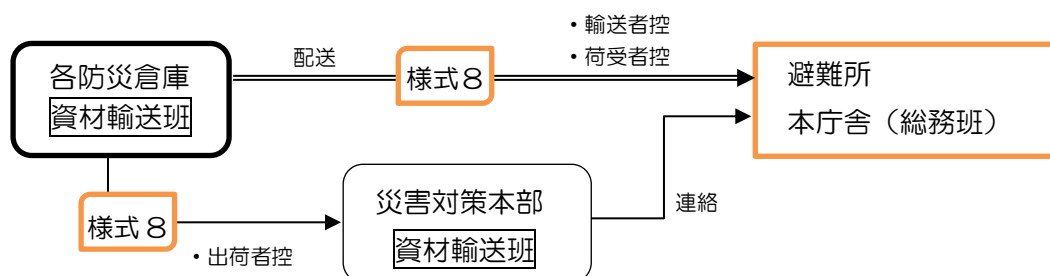 ・輸送者控
配送
・荷受者控
各防災倉庫
資材輸送班
様式８
避難所
本庁舎（総務班）
災害対策本部
資材輸送班
連絡
様式８
・出荷者控